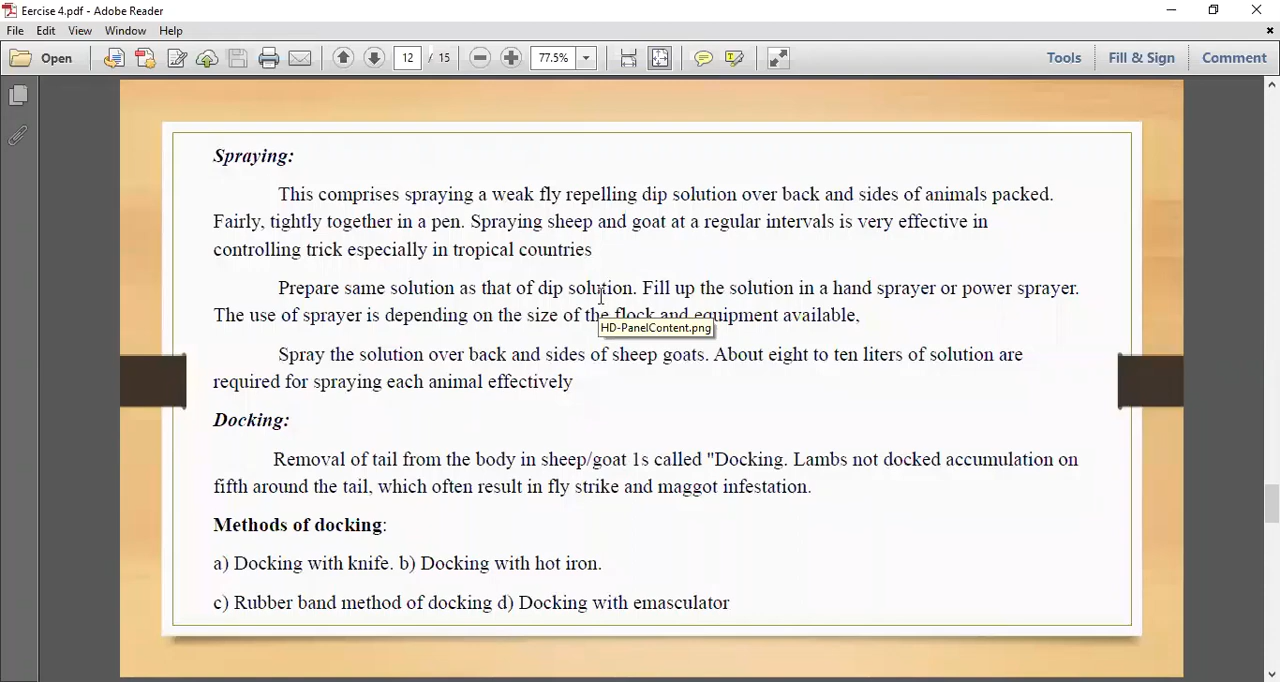 Eercise 4.pdf - Adobe Reader
File Edit View Window Help
Open 12 / 15 77.5% Tools Fill & Sign Comment
Spraying:
This comprises spraying a weak fly repelling dip solution over back and sides of animals packed.
Fairly, tightly together in a pen. Spraying sheep and goat at a regular intervals is very effective in
controlling trick especially in tropical countries
Prepare same solution as that of dip solution. Fill up the solution in a hand sprayer or power sprayer.
The use of sprayer is depending on the size of the flock and equipment available,
HD-PanelContent.png
Spray the solution over back and sides of sheep goats. About eight to ten liters of solution are
required for spraying each animal effectively
Docking:
Removal of tail from the body in sheep/goat 1s called "Docking. Lambs not docked accumulation on
fifth around the tail, which often result in fly strike and maggot infestation.
Methods of docking:
a) Docking with knife. b) Docking with hot iron.
c) Rubber band method of docking d) Docking with emasculator